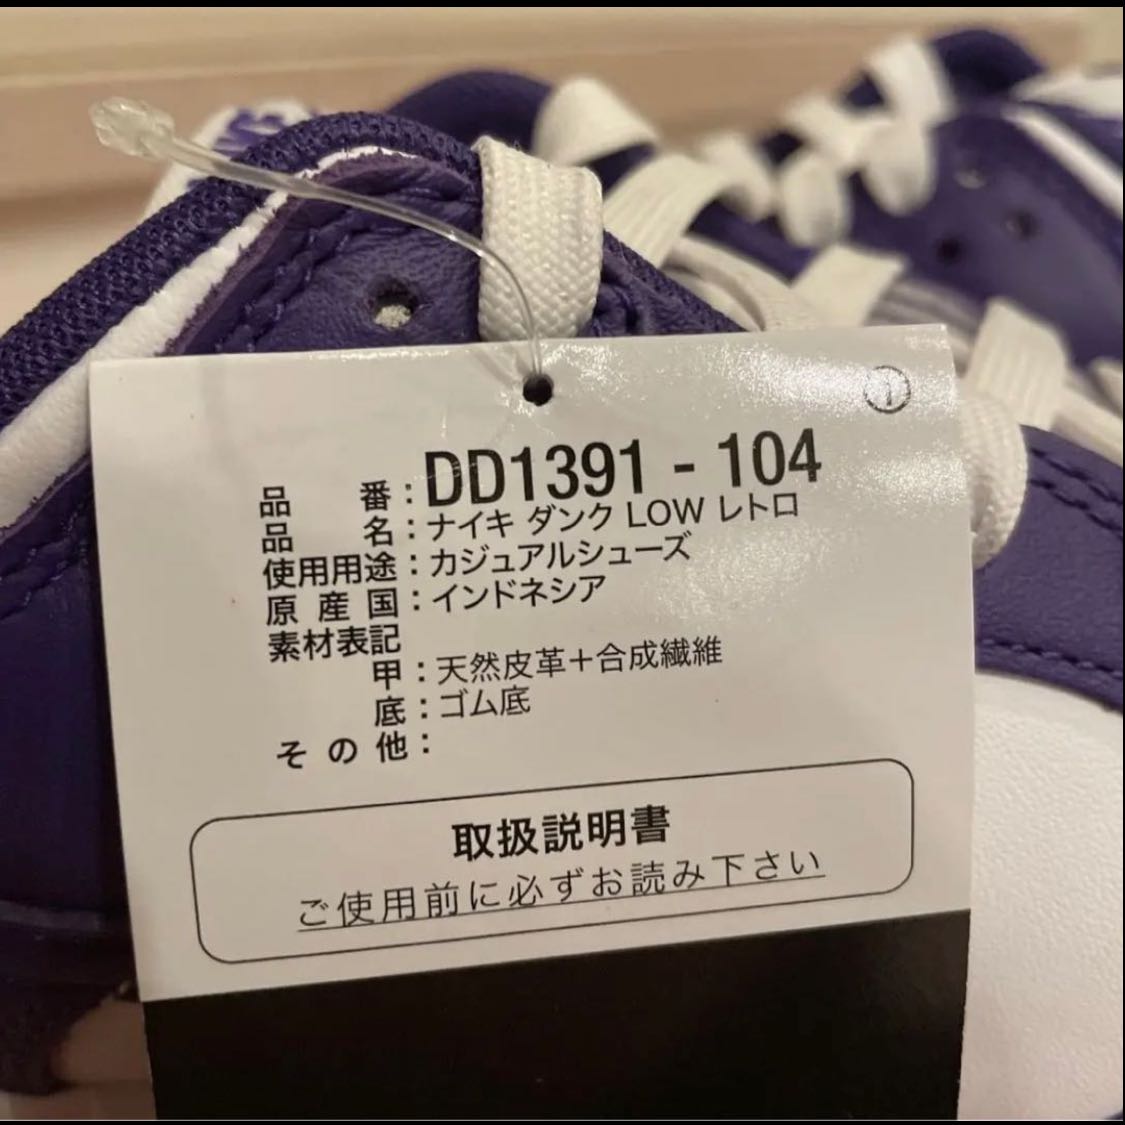 ①
品 番：DD1391 - 104
品 名：ナイキ ダンク LOW レトロ
使用用途：カジュアルシューズ
原 産 国：インドネシア
素材表記
甲：天然皮革＋合成繊維
底：ゴム底
そ の 他：
取扱説明書
ご使用前に必ずお読み下さい